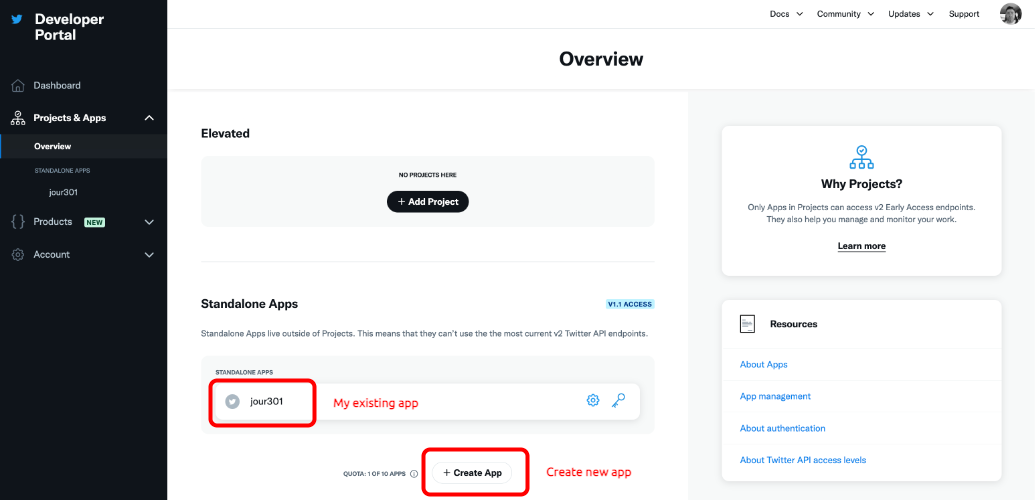 Developer
Portal
Docs
Community
Updates
Support
Dashboard
Projects & Apps
Overview
STANDALONE APPS
jour301
Products NEW
Account
Overview
Elevated
NO PROJECTS HERE
+ Add Project
Standalone Apps
V1.1 ACCESS
Standalone Apps live outside of Projects. This means that they can't use the the most current v2 Twitter API endpoints.
STANDALONE APPS
jour301
My existing app
QUOTA: 1 OF 10 APPS
+ Create App
Create new app
Why Projects?
Only Apps in Projects can access v2 Early Access endpoints.
They also help you manage and monitor your work.
Learn more
Resources
About Apps
App management
About authentication
About Twitter API access levels